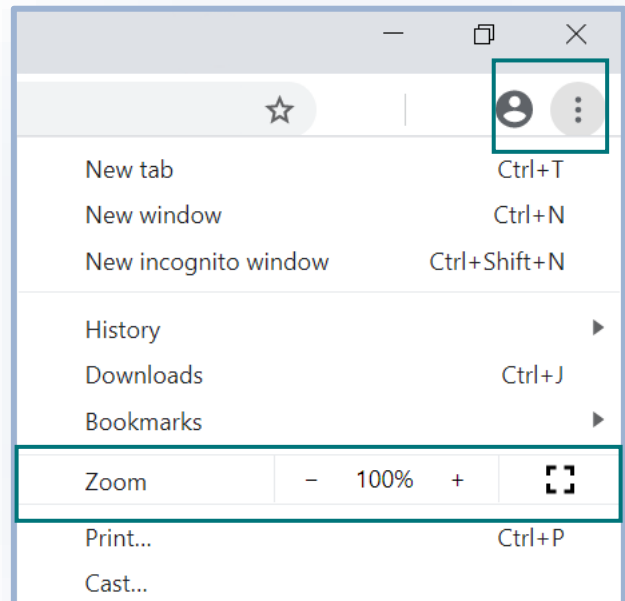 New tab Ctrl+T
New window Ctrl+N
New incognito window Ctrl+Shift+N
History
Downloads Ctrl+J
Bookmarks
Zoom − 100% +
Print... Ctrl+P
Cast...